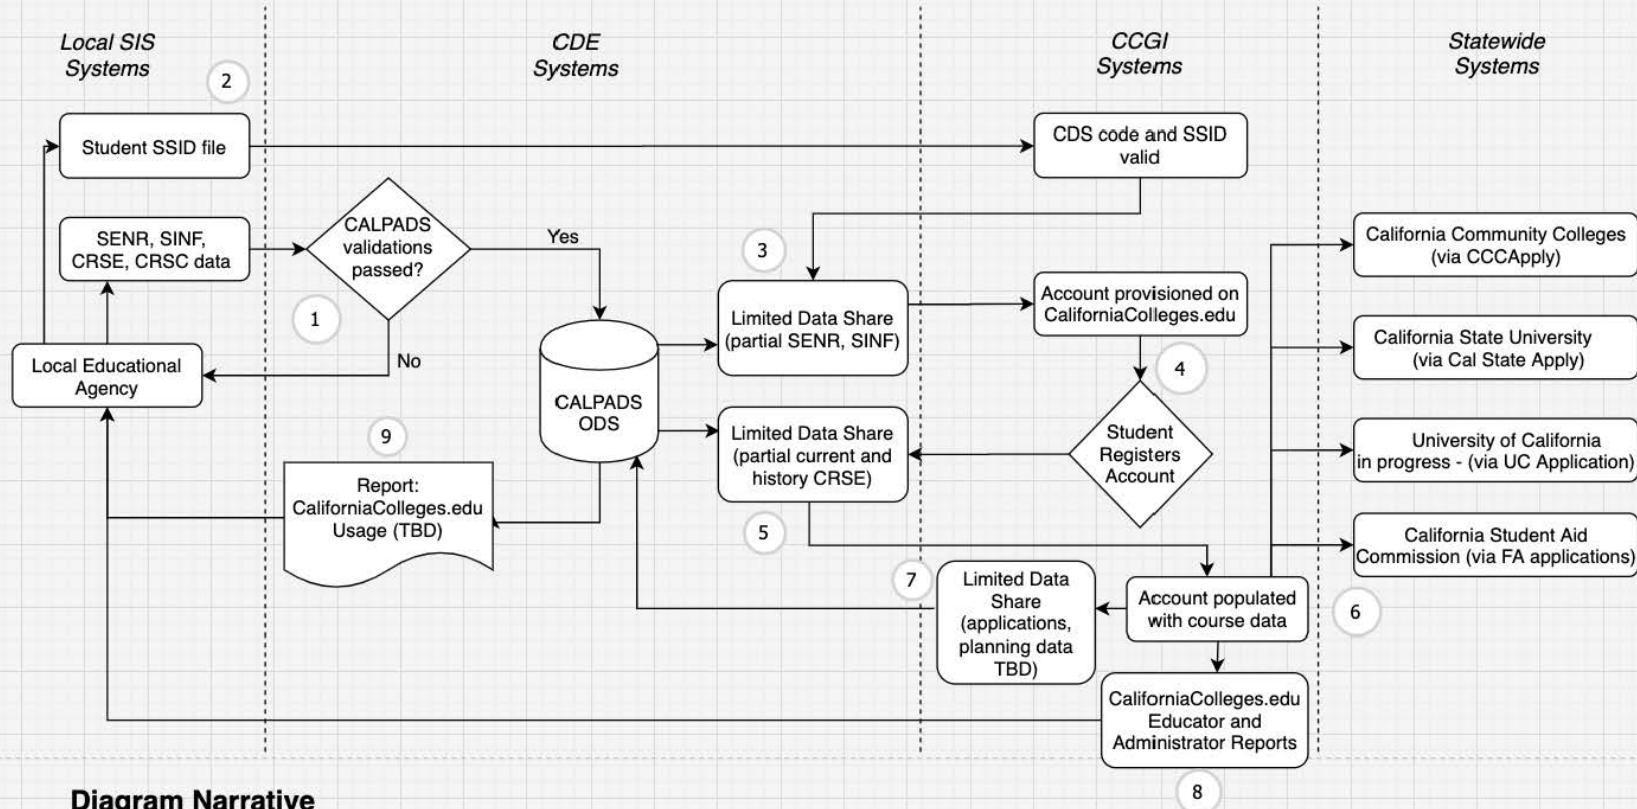 Local SIS
Systems
CDE
Systems
CCGI
Systems
Statewide
Systems
2
Student SSID file
CDS code and SSID
valid
SENR, SINF,
CRSE, CRSC data
CALPADS
validations
passed?
Yes
No
1
3
Limited Data Share
(partial SENR, SINF)
Account provisioned on
CaliforniaColleges.edu
4
California Community Colleges
(via CCCApply)
California State University
(via Cal State Apply)
University of California
in progress - (via UC Application)
California Student Aid
Commission (via FA applications)
Local Educational
Agency
CALPADS
ODS
Limited Data Share
(partial current and
history CRSE)
Student
Registers
Account
9
Report:
CaliforniaColleges.edu
Usage (TBD)
5
7
Limited Data
Share
(applications,
planning data
TBD)
Account populated
with course data
6
CaliforniaColleges.edu
Educator and
Administrator Reports
8
Diagram Narrative